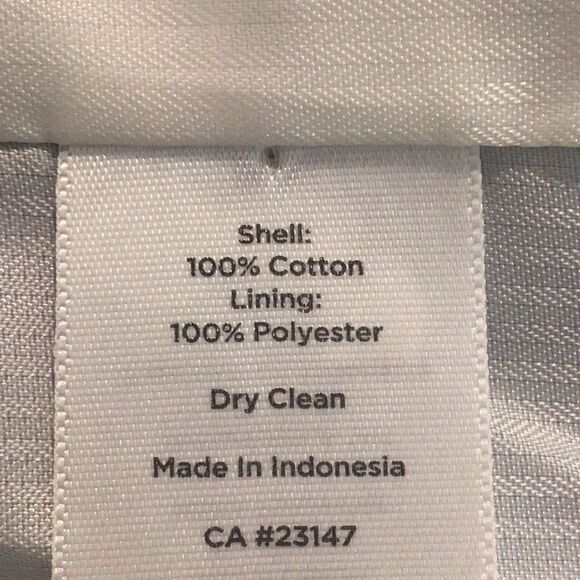 Shell:
100% Cotton
Lining:
100% Polyester
Dry Clean
Made In Indonesia
CA #23147